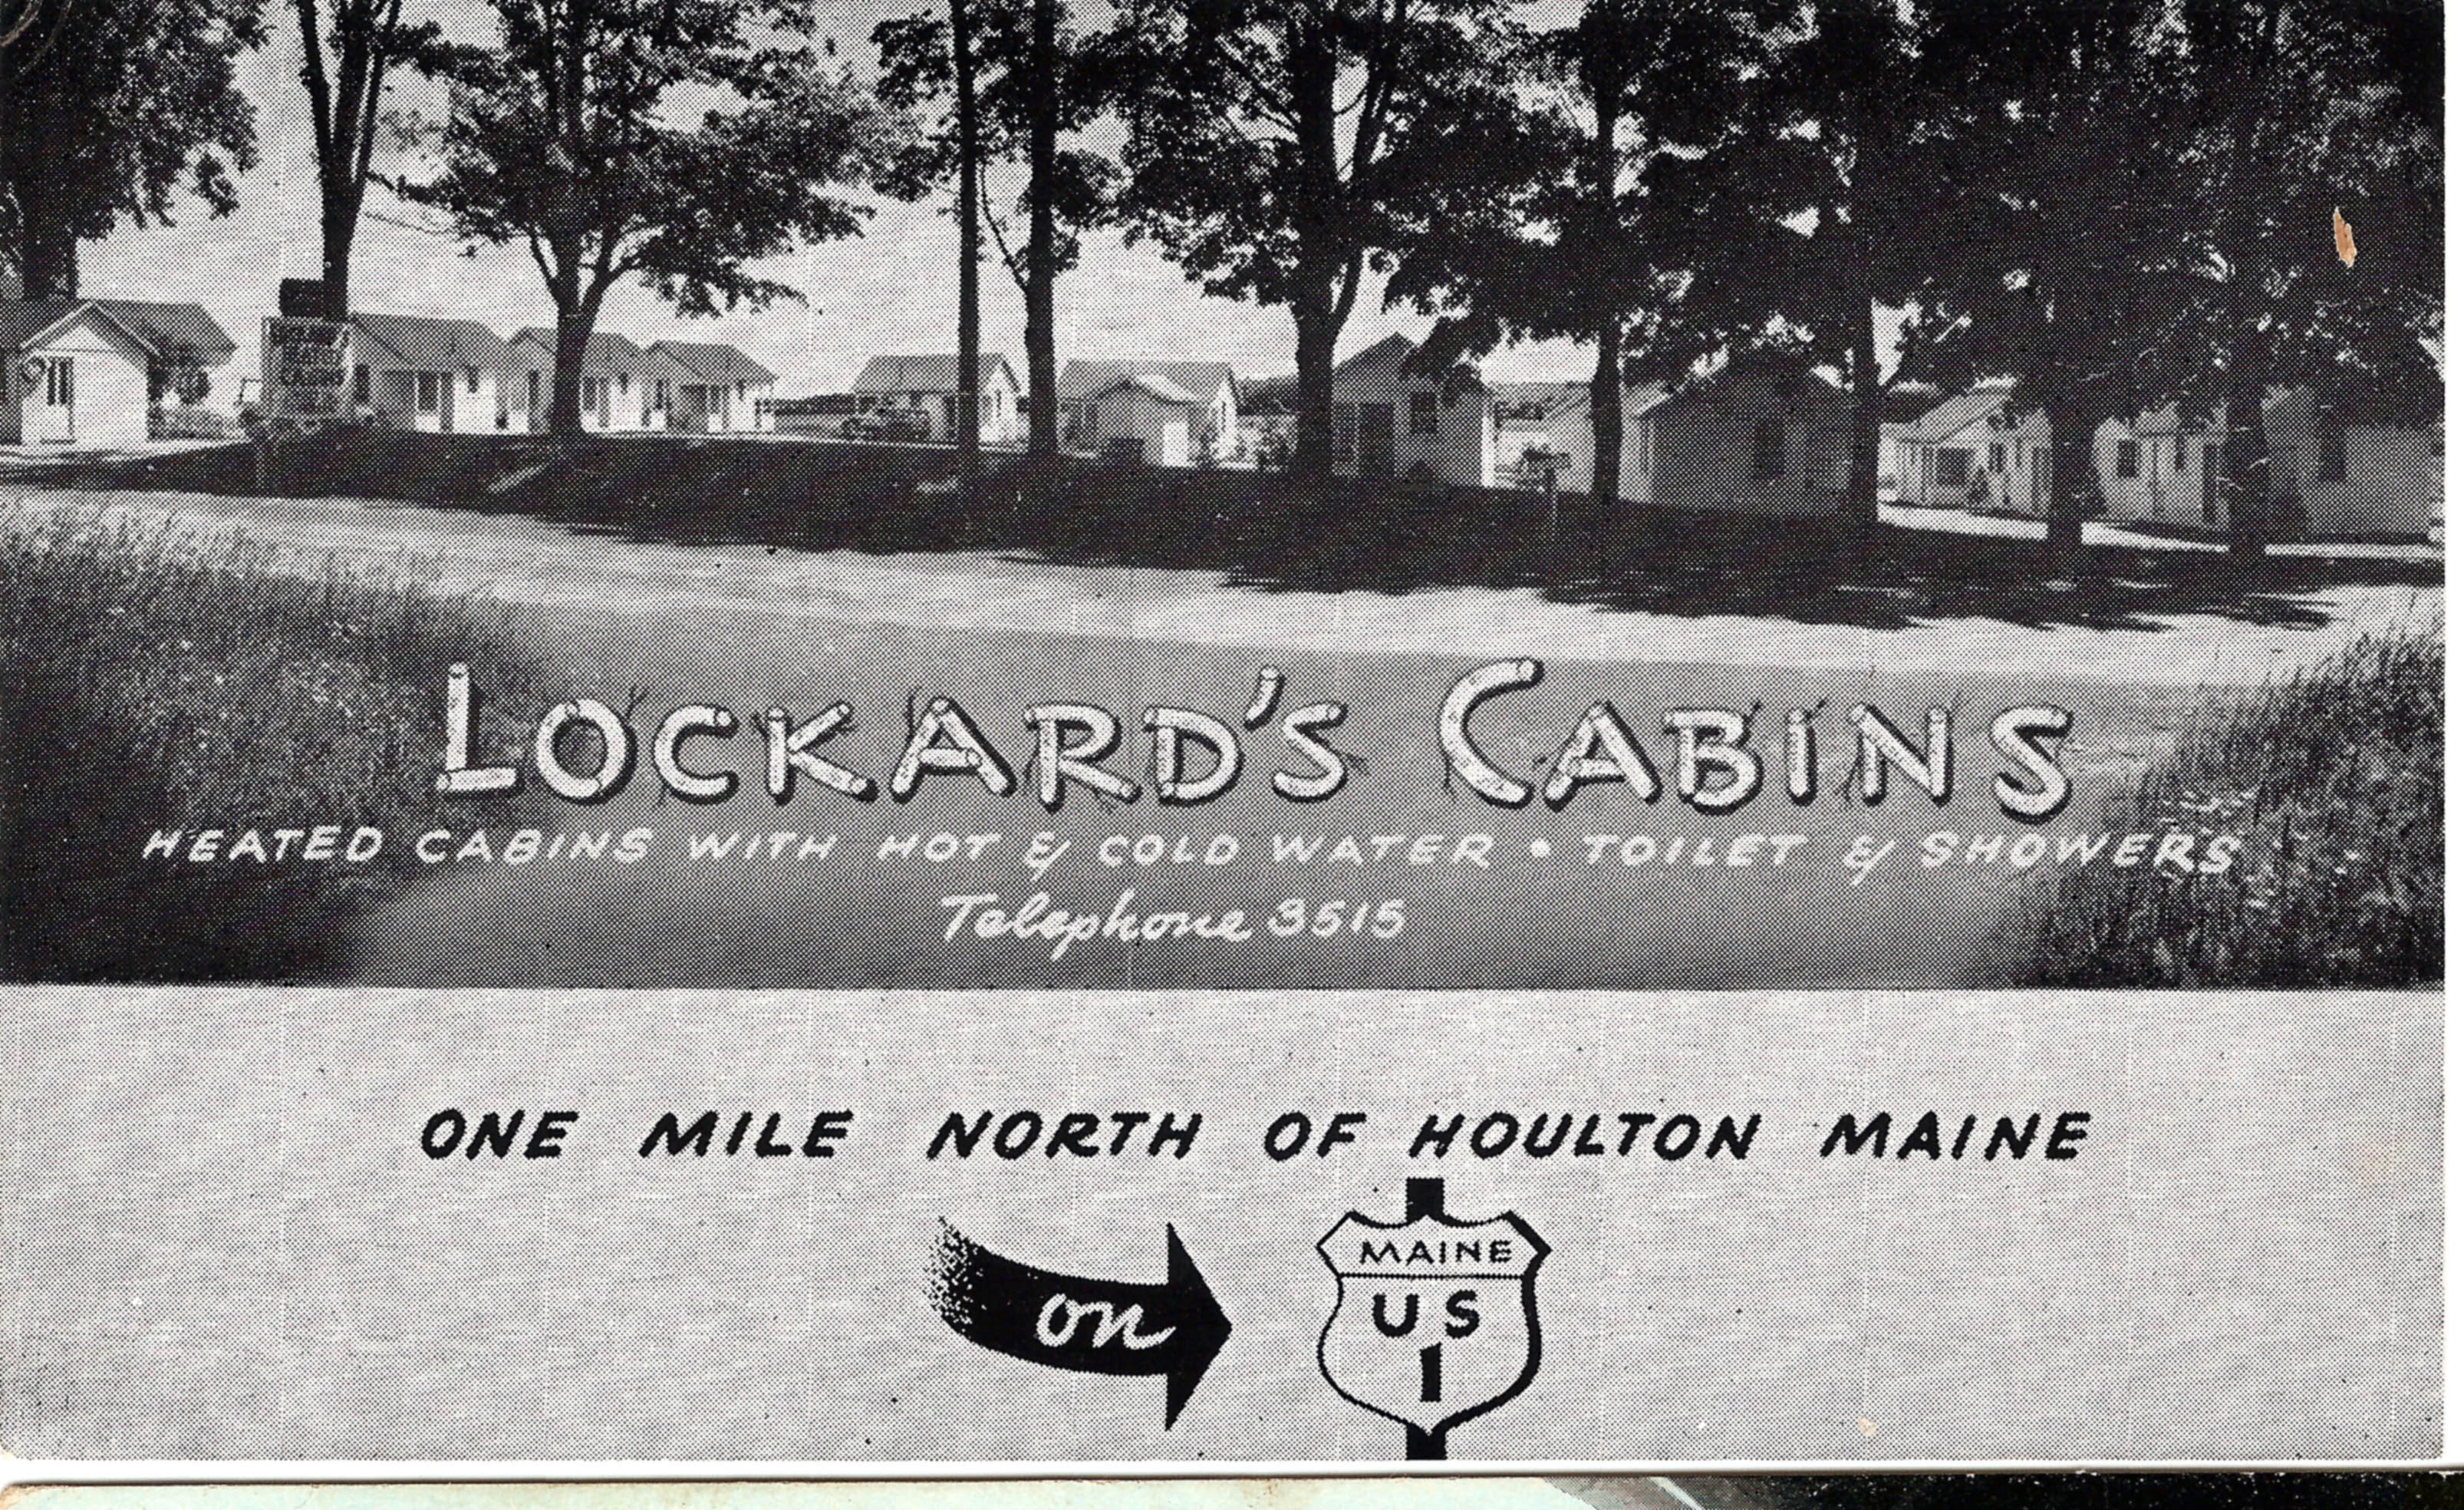 LOCKARD'S CABINS
HEATED CABINS WITH HOT & COLD WATER • TOILET & SHOWERS
Telephone 3515
ONE MILE NORTH OF HOULTON MAINE
on
MAINE
US
1